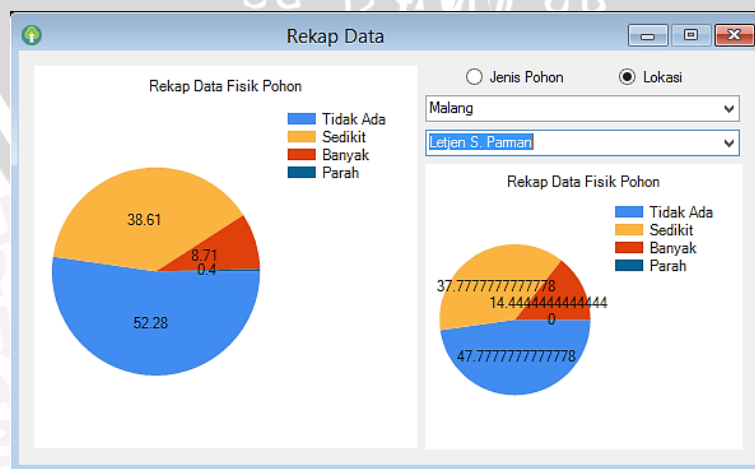 Rekap Data
Rekap Data Fisik Pohon
Tidak Ada
Sedikit
Banyak
Parah
38.61
8.71
0.4
52.28
Jenis Pohon
Lokasi
Malang
Letjen S. Parman
Rekap Data Fisik Pohon
Tidak Ada
Sedikit
Banyak
Parah
37.7777777777778
14.4444444444444
0
47.7777777777778